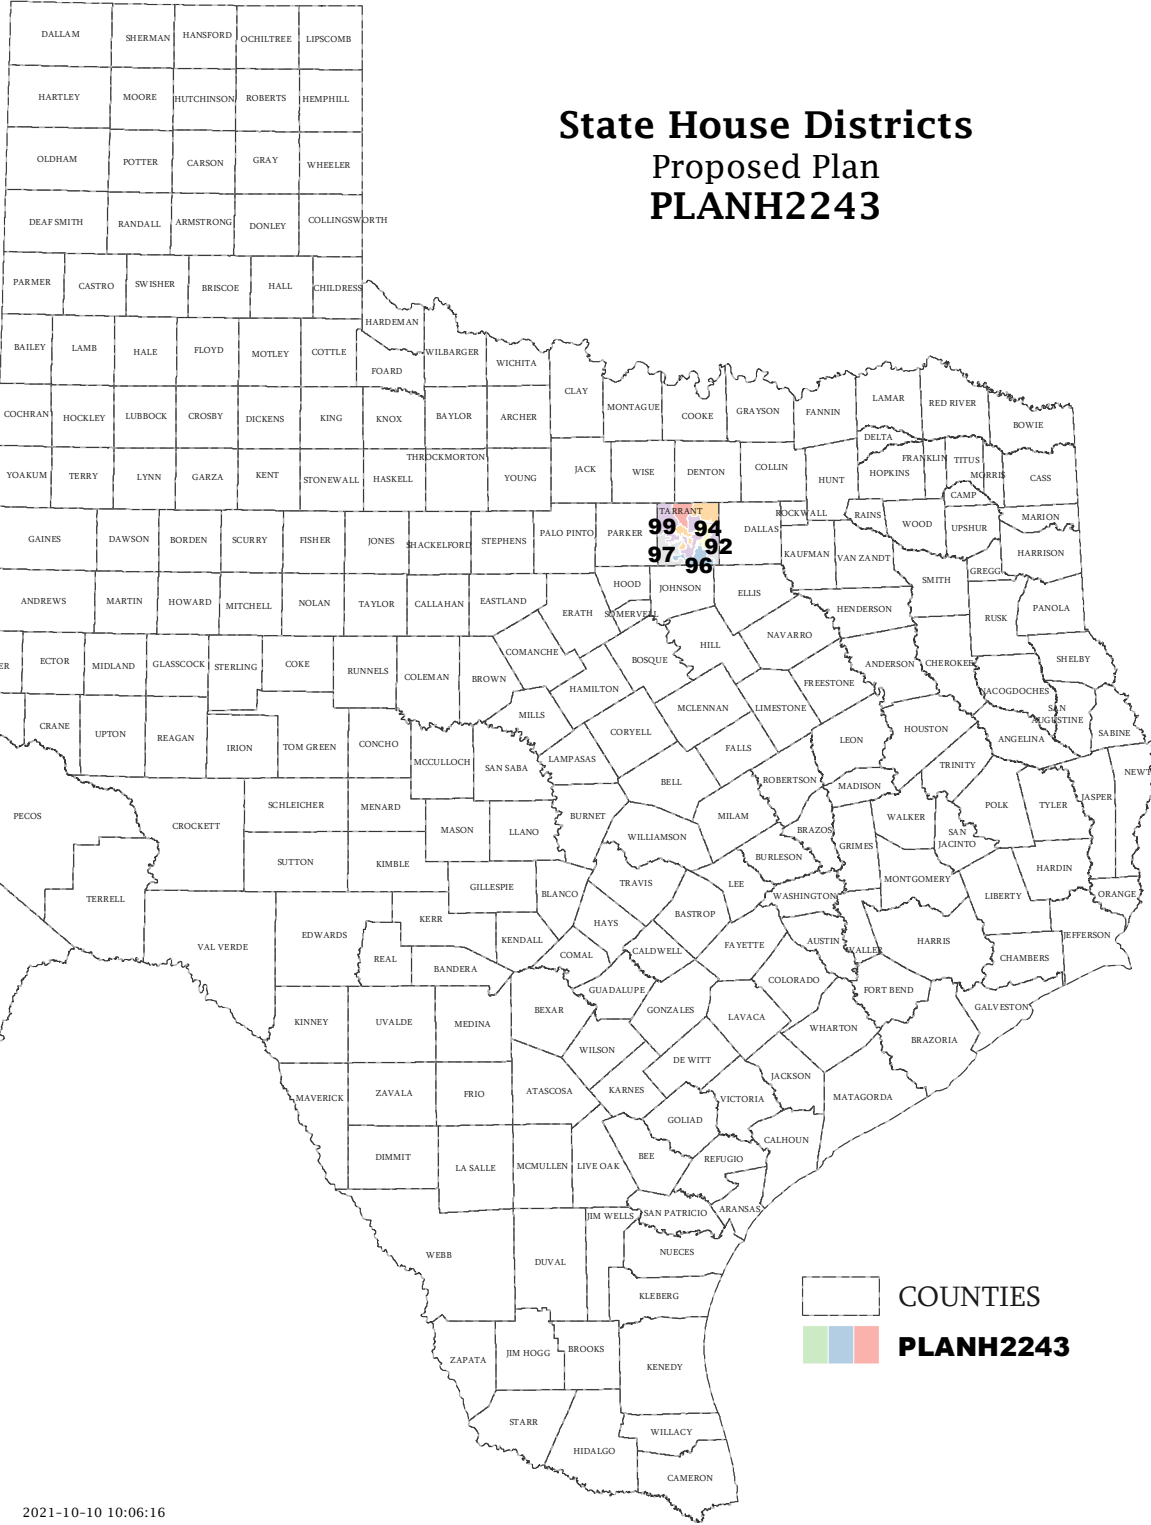 State House Districts
Proposed Plan
PLANH2243
DALLAM SHERMAN HANSFORD OCHILTREE LIPSCOMB
HARTLEY MOORE HUTCHINSON ROBERTS HEMPHILL
OLDHAM POTTER CARSON GRAY WHEELER
DEAF SMITH RANDALL ARMSTRONG DONLEY COLLINGSWORTH
PARMER CASTRO SWISHER BRISCOE HALL CHILDRESS
HARDEMAN
BAILEY LAMB HALE FLOYD MOTLEY COTTLE WILBARGER WICHITA
FOARD
CLAY
COCHRAN HOCKLEY LUBBOCK CROSBY DICKENS KING KNOX BAYLOR ARCHER MONTAGUE COOKE GRAYSON FANNIN LAMAR RED RIVER BOWIE
DELTA
THROCKMORTON FRANKLIN TITUS
YOAKUM TERRY LYNN GARZA KENT STONEWALL HASKELL YOUNG JACK WISE DENTON COLLIN HUNT HOPKINS MORRIS CASS
CAMP
TARRANT ROCKWALL RAINS WOOD UPSHUR MARION
99 94
GAINES DAWSON BORDEN SCURRY FISHER JONES SHACKELFORD STEPHENS PALO PINTO PARKER DALLAS
92
97
96
KAUFMAN VAN ZANDT SMITH GREGG HARRISON
ANDREWS MARTIN HOWARD MITCHELL NOLAN TAYLOR CALLAHAN EASTLAND ERATH HOOD JOHNSON ELLIS HENDERSON RUSK PANOLA
SOMERVELL
ER ECTOR MIDLAND GLASSCOCK STERLING COKE RUNNELS COLEMAN BROWN COMANCHE BOSQUE HILL NAVARRO ANDERSON CHEROKEE SHELBY
HAMILTON FREESTONE NACOGDOCHES
CRANE UPTON REAGAN IRION TOM GREEN CONCHO MILLS CORYELL MCLENNAN LIMESTONE LEON HOUSTON ANGELINA SAN
AUGUSTINE SABINE
MCCULLOCH SAN SABA LAMPASAS BELL FALLS ROBERTSON MADISON TRINITY NEWT
PECOS CROCKETT SCHLEICHER MENARD MASON LLANO BURNET WILLIAMSON MILAM BRAZOS GRIMES WALKER SAN
JACINTO POLK TYLER JASPER
SUTTON KIMBLE BURLESON
TERRELL GILLESPIE BLANCO TRAVIS LEE WASHINGTON MONTGOMERY LIBERTY HARDIN ORANGE
VAL VERDE EDWARDS KERR KENDALL HAYS BASTROP FAYETTE AUSTIN WALLER HARRIS JEFFERSON
REAL BANDERA COMAL CALDWELL COLORADO CHAMBERS
KINNEY UVALDE MEDINA BEXAR GUADALUPE GONZALES LAVACA WHARTON FORT BEND BRAZORIA GALVESTON
WILSON DE WITT
MAVERICK ZAVALA FRIO ATASCOSA KARNES VICTORIA JACKSON MATAGORDA
GOLIAD
CALHOUN
DIMMIT LA SALLE MCMULLEN LIVE OAK BEE REFUGIO
JIM WELLS SAN PATRICIO ARANSAS
WEBB DUVAL NUECES
KLEBERG
ZAPATA JIM HOGG BROOKS KENEDY
STARR HIDALGO WILLACY
CAMERON
COUNTIES
PLANH2243
2021-10-10 10:06:16